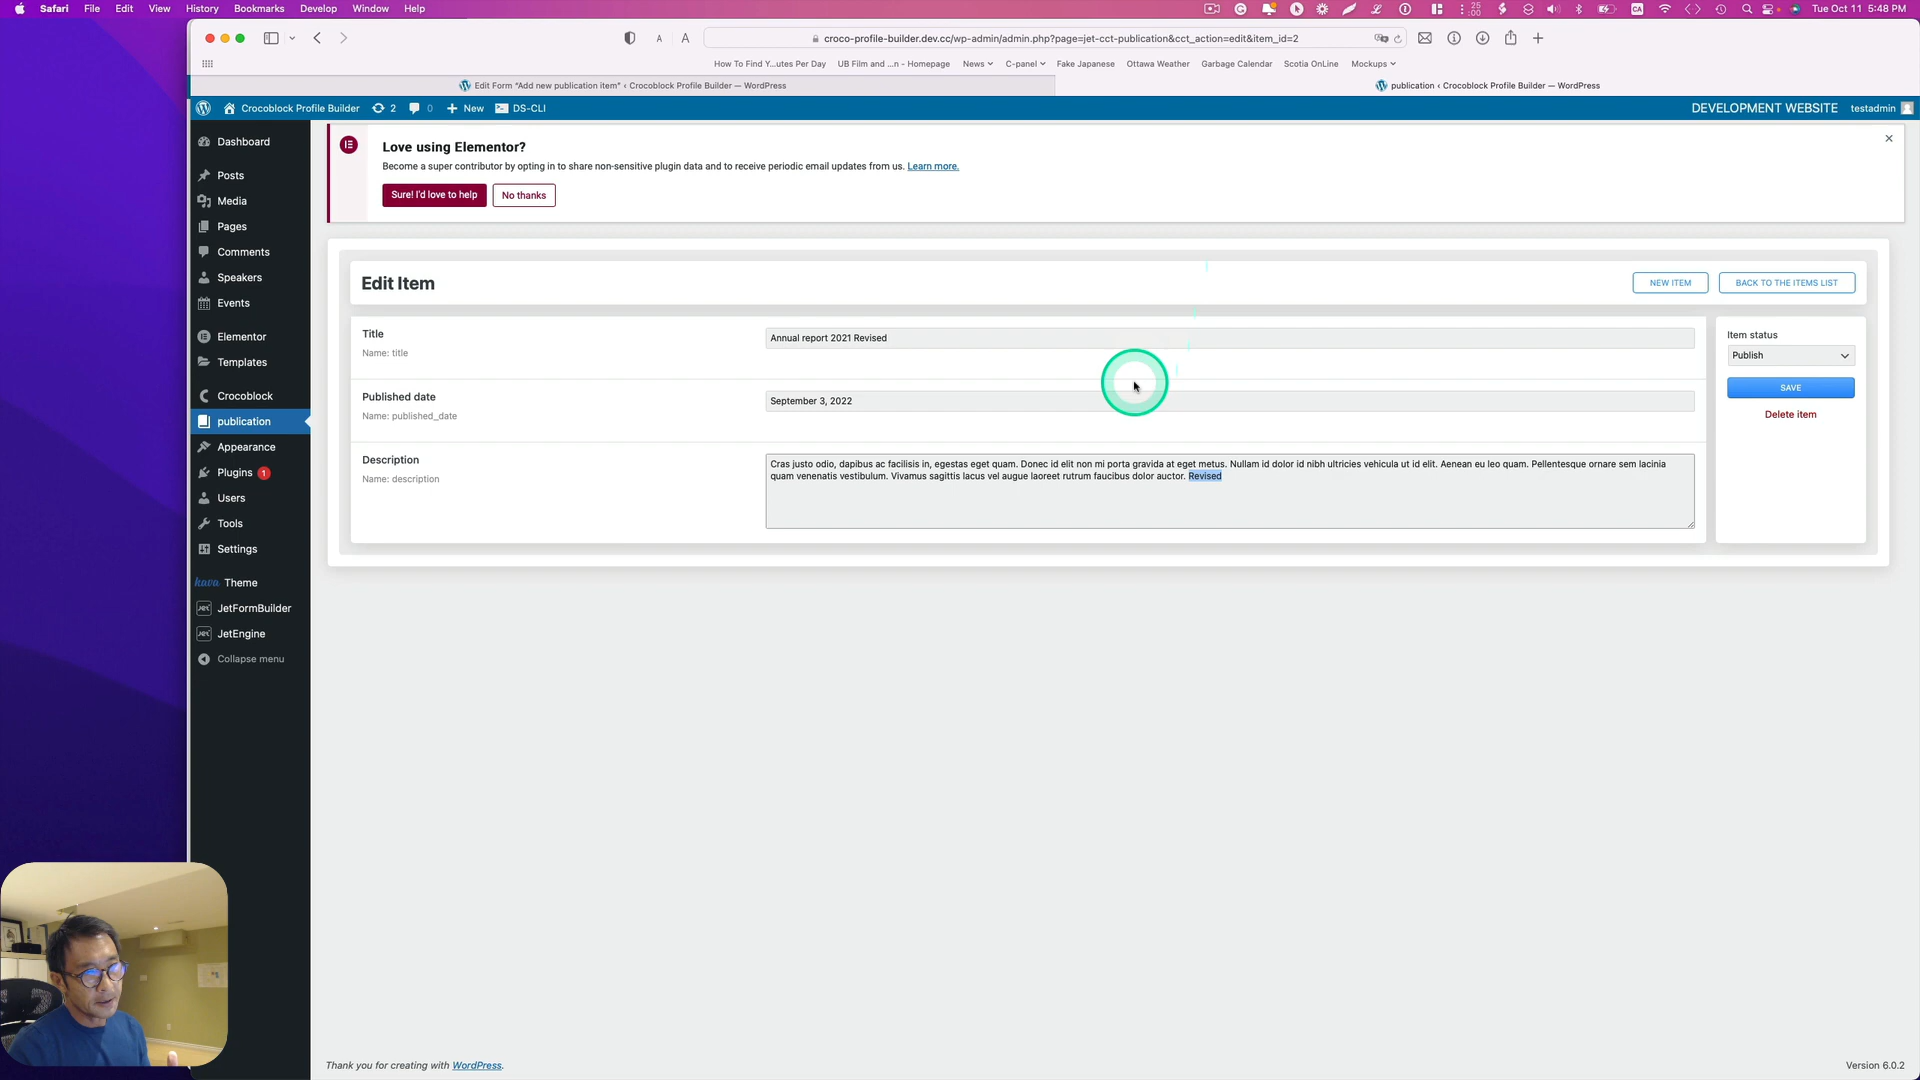 Safari File Edit View History Bookmarks Develop Window Help
25
:00
CA
Tue Oct 11 5:48 PM
A A croco-profile-builder.dev.cc/wp-admin/admin.php?page=jet-cct-publication&cct_action=edit&item_id=2
How To Find Y...utes Per Day UB Film and ...n - Homepage News C-panel Fake Japanese Ottawa Weather Garbage Calendar Scotia OnLine Mockups
Edit Form "Add new publication item" ‹ Crocoblock Profile Builder — WordPress
publication ‹ Crocoblock Profile Builder — WordPress
Crocoblock Profile Builder 2 0 New DS-CLI
DEVELOPMENT WEBSITE testadmin
Dashboard
Posts
Media
Pages
Comments
Speakers
Events
Elementor
Templates
Crocoblock
publication
Appearance
Plugins 1
Users
Tools
Settings
kava Theme
JetFormBuilder
JetEngine
Collapse menu
Love using Elementor?
Become a super contributor by opting in to share non-sensitive plugin data and to receive periodic email updates from us. Learn more.
Sure! I'd love to help No thanks
Edit Item
NEW ITEM BACK TO THE ITEMS LIST
Title
Name: title
Annual report 2021 Revised
Published date
Name: published_date
September 3, 2022
Description
Name: description
Cras justo odio, dapibus ac facilisis in, egestas eget quam. Donec id elit non mi porta gravida at eget metus. Nullam id dolor id nibh ultricies vehicula ut id elit. Aenean eu leo quam. Pellentesque ornare sem lacinia
quam venenatis vestibulum. Vivamus sagittis lacus vel augue laoreet rutrum faucibus dolor auctor. Revised
Item status
Publish
SAVE
Delete item
Thank you for creating with WordPress.
Version 6.0.2